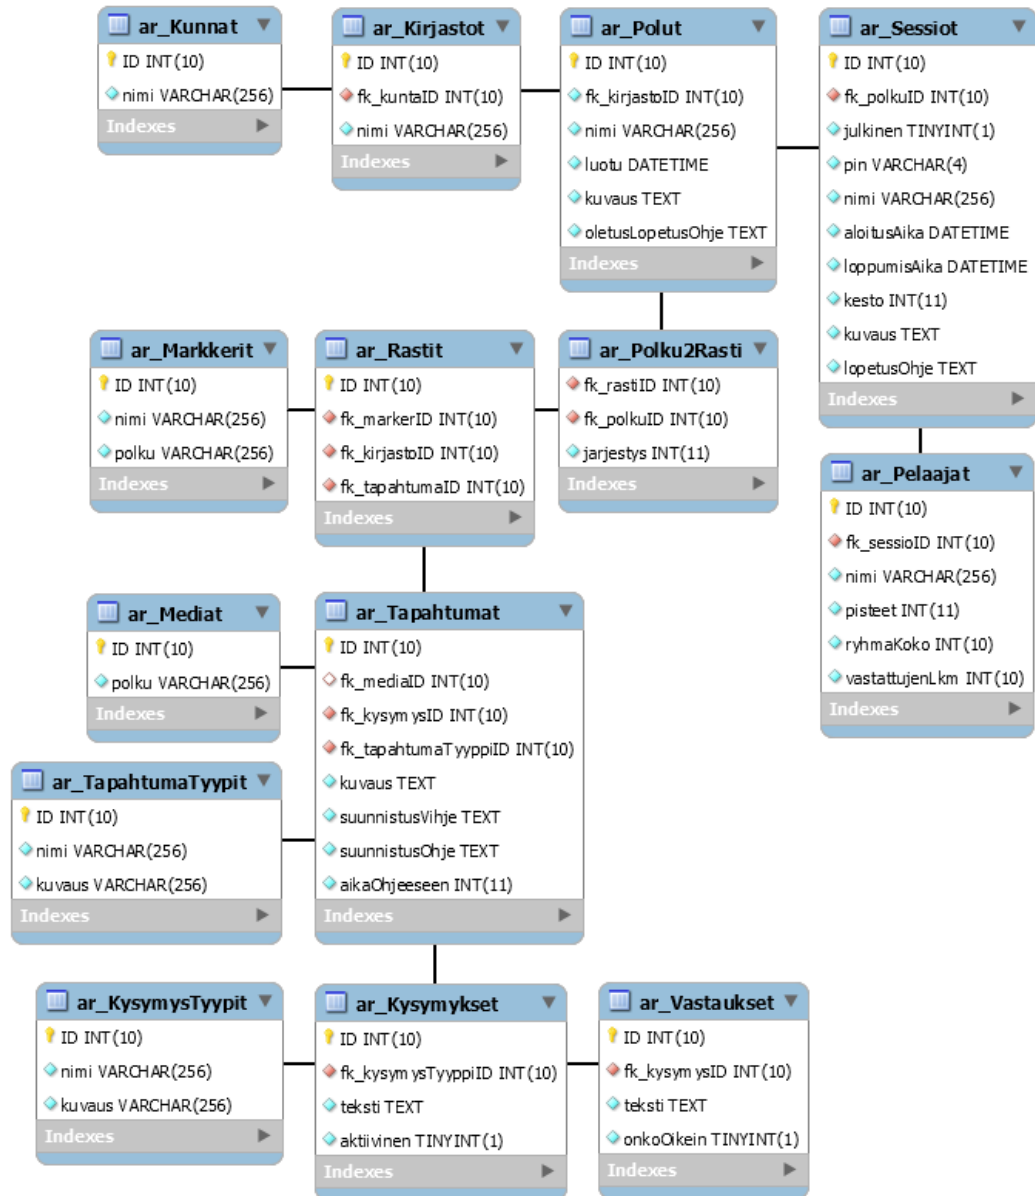 ar_Kunnat
ID INT(10)
nimi VARCHAR(256)
Indexes
ar_Kirjastot
ID INT(10)
fk_kuntaID INT(10)
nimi VARCHAR(256)
Indexes
ar_Polut
ID INT(10)
fk_kirjastoID INT(10)
nimi VARCHAR(256)
luotu DATETIME
kuvaus TEXT
oletusLopetusOhje TEXT
Indexes
ar_Sessiot
ID INT(10)
fk_polkuID INT(10)
julkinen TINYINT(1)
pin VARCHAR(4)
nimi VARCHAR(256)
aloitusAika DATETIME
loppumisAika DATETIME
kesto INT(11)
kuvaus TEXT
lopetusOhje TEXT
Indexes
ar_Markkerit
ID INT(10)
nimi VARCHAR(256)
polku VARCHAR(256)
Indexes
ar_Rastit
ID INT(10)
fk_markerID INT(10)
fk_kirjastoID INT(10)
fk_tapahtumaID INT(10)
Indexes
ar_Polku2Rasti
fk_rastiID INT(10)
fk_polkuID INT(10)
jarjestys INT(11)
Indexes
ar_Pelaajat
ID INT(10)
fk_sessioID INT(10)
nimi VARCHAR(256)
pisteet INT(11)
ryhmaKoko INT(10)
vastattujenLkm INT(10)
Indexes
ar_Mediat
ID INT(10)
polku VARCHAR(256)
Indexes
ar_Tapahtumat
ID INT(10)
fk_mediaID INT(10)
fk_kysymysID INT(10)
fk_tapahtumaTyyppiID INT(10)
kuvaus TEXT
suunnistusVihje TEXT
suunnistusOhje TEXT
aikaOhjeeseen INT(11)
Indexes
ar_TapahtumaTyypit
ID INT(10)
nimi VARCHAR(256)
kuvaus VARCHAR(256)
Indexes
ar_KysymysTyypit
ID INT(10)
nimi VARCHAR(256)
kuvaus VARCHAR(256)
Indexes
ar_Kysymykset
ID INT(10)
fk_kysymysTyyppiID INT(10)
teksti TEXT
aktiivinen TINYINT(1)
Indexes
ar_Vastaukset
ID INT(10)
fk_kysymysID INT(10)
teksti TEXT
onkoOikein TINYINT(1)
Indexes